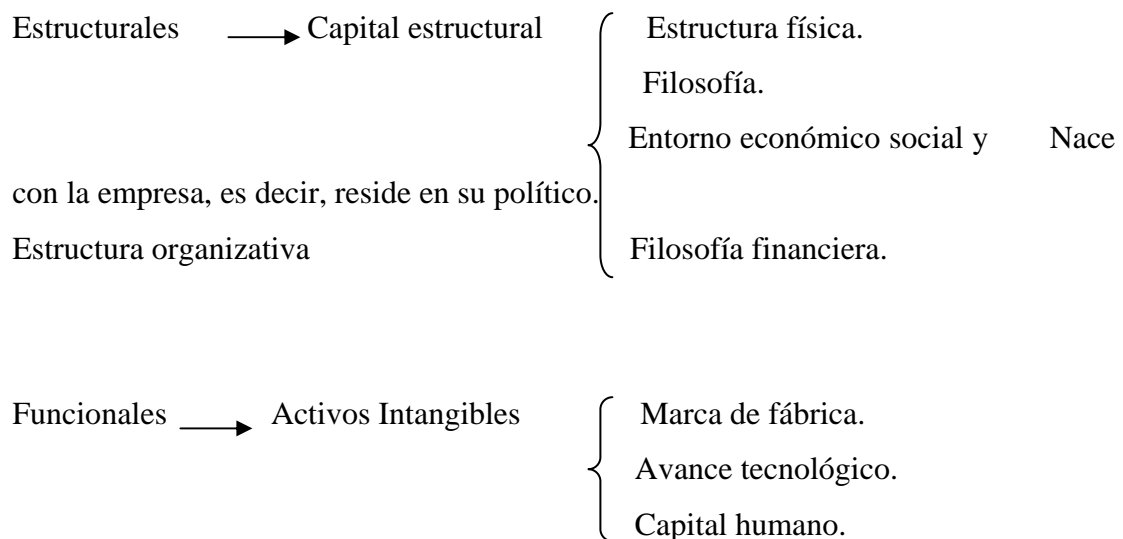 Estructurales Capital estructural Estructura física.
Filosofía.
Entorno económico social y Nace
con la empresa, es decir, reside en su político.
Estructura organizativa Filosofía financiera.
Funcionales Activos Intangibles Marca de fábrica.
Avance tecnológico.
Capital humano.